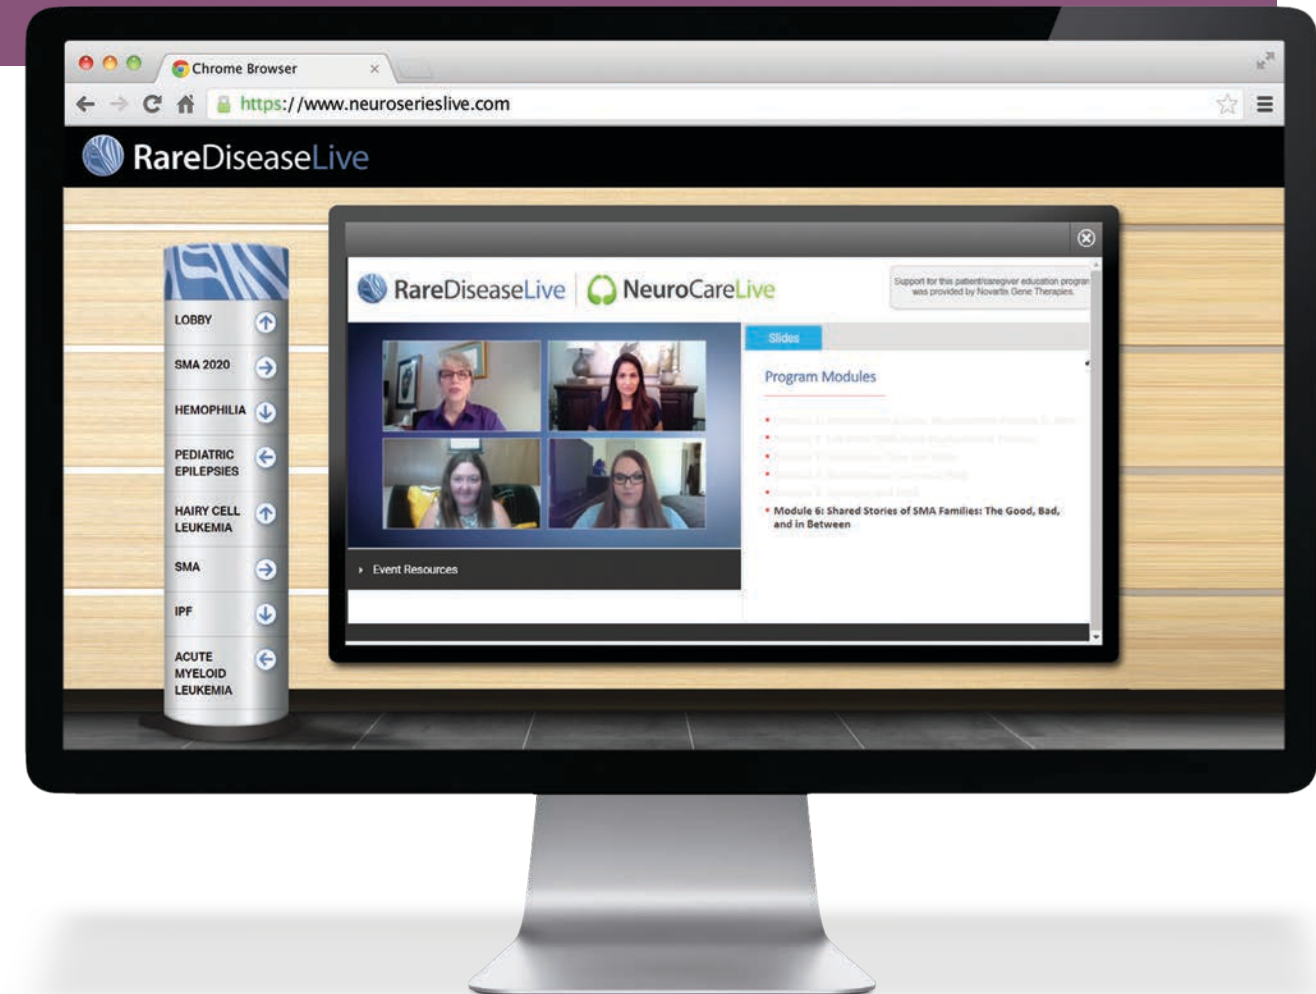 Chrome Browser
https://www.neuroserieslive.com
RareDiseaseLive
LOBBY
SMA 2020
HEMOPHILIA
PEDIATRIC
EPILEPSIES
HAIRY CELL
LEUKEMIA
SMA
IPF
ACUTE
MYELOID
LEUKEMIA
RareDiseaseLive NeuroCareLive
Support for this patient/caregiver education program
was provided by Novartis Gene Therapies.
Slides
Program Modules
Module 6: Shared Stories of SMA Families: The Good, Bad,
and in Between
Event Resources